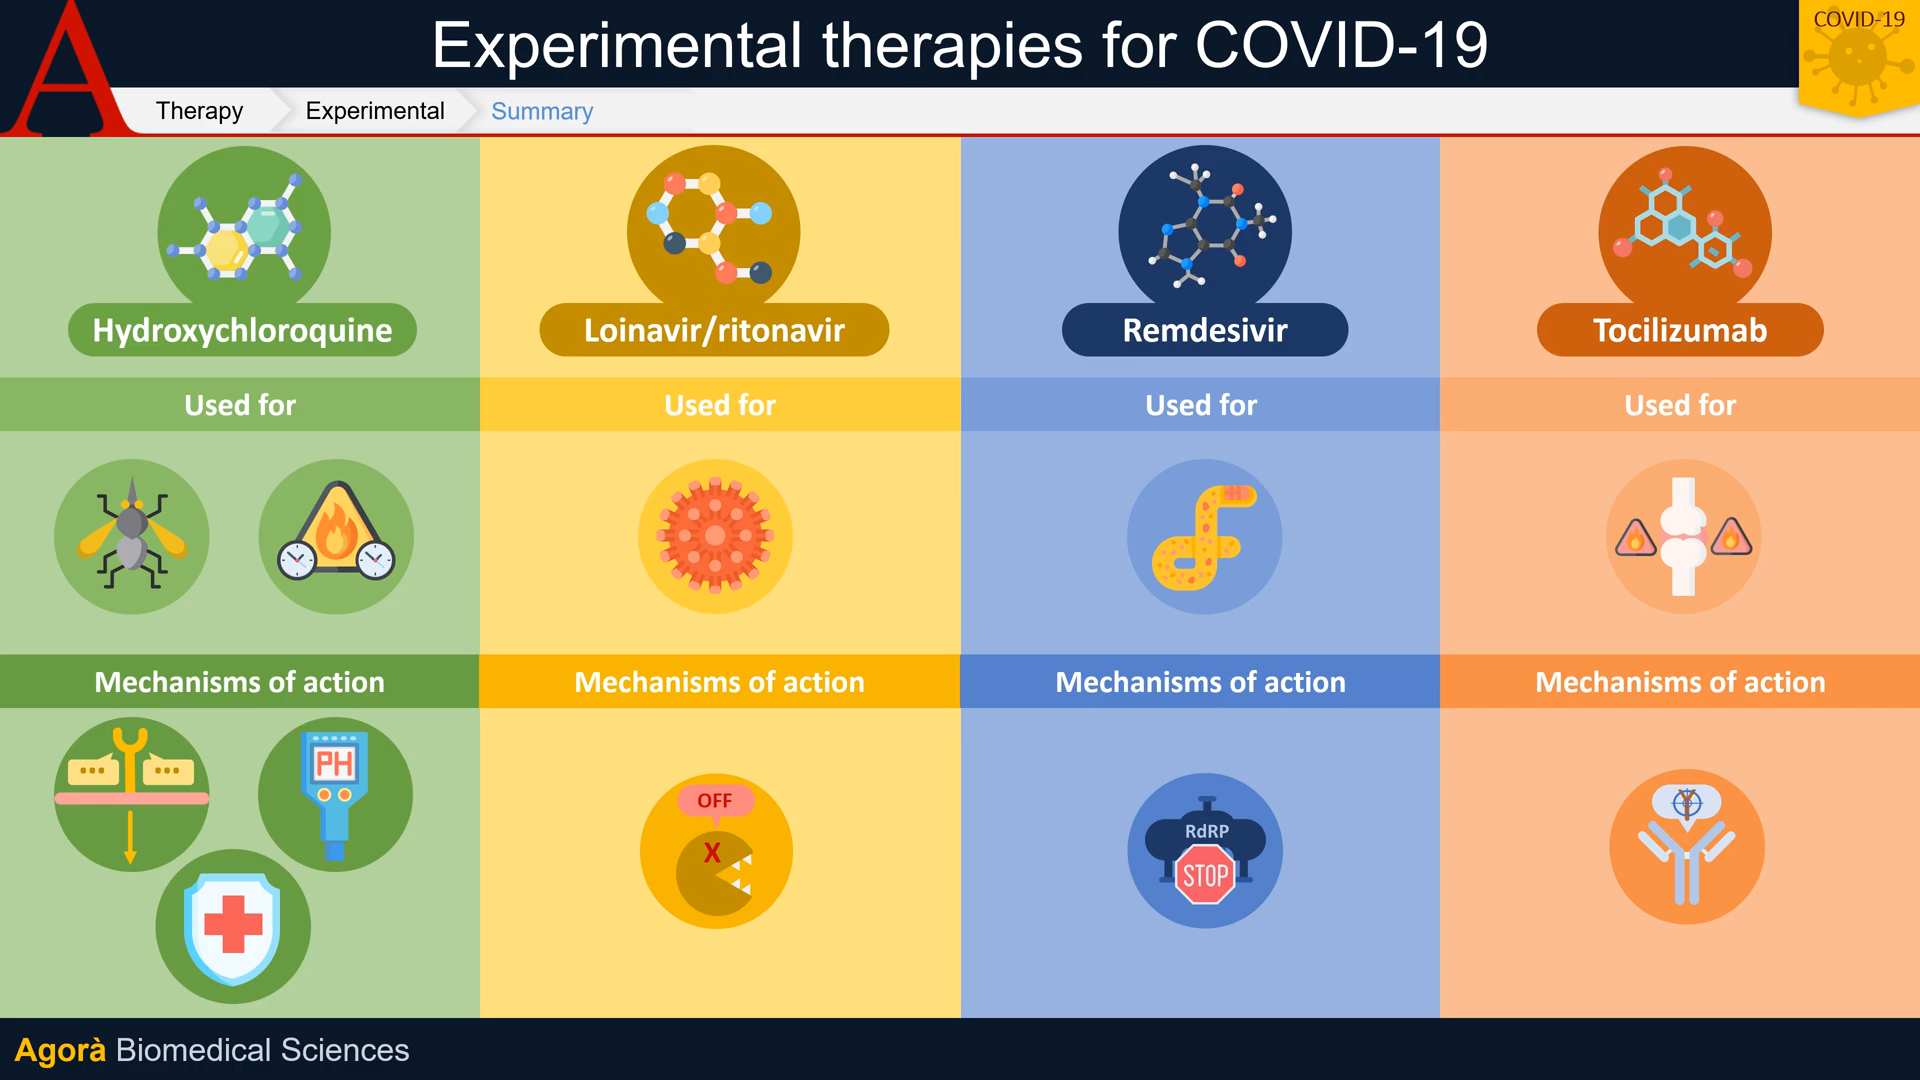 Experimental therapies for COVID-19
COVID-19
A
Therapy Experimental Summary
Hydroxychloroquine Loinavir/ritonavir Remdesivir Tocilizumab
Used for Used for Used for Used for
Mechanisms of action Mechanisms of action Mechanisms of action Mechanisms of action
PH
OFF
X
RdRP
STOP
Agorà Biomedical Sciences